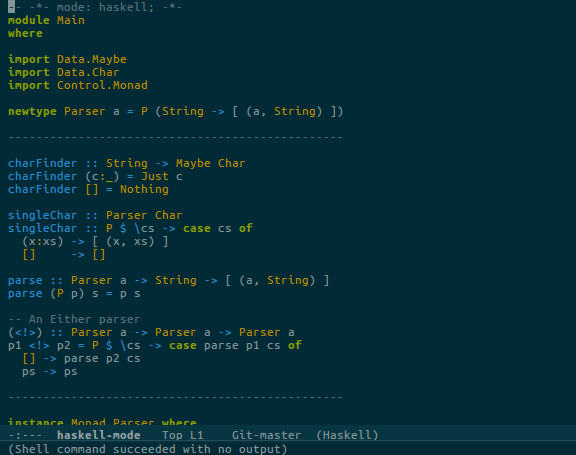 -- -*- mode: haskell; -*-
module Main
where
import Data.Maybe
import Data.Char
import Control.Monad
newtype Parser a = P (String -> [ (a, String) ])
------------------------------------------------
charFinder :: String -> Maybe Char
charFinder (c:_) = Just c
charFinder [] = Nothing
singleChar :: Parser Char
singleChar :: P $ \cs -> case cs of
  (x:xs) -> [ (x, xs) ]
  []     -> []
parse :: Parser a -> String -> [ (a, String) ]
parse (P p) s = p s
-- An Either parser
(<!>) :: Parser a -> Parser a -> Parser a
p1 <!> p2 = P $ \cs -> case parse p1 cs of
  [] -> parse p2 cs
  ps -> ps
------------------------------------------------
instance Monad Parser where
-:---  haskell-mode   Top L1    Git-master  (Haskell)
(Shell command succeeded with no output)